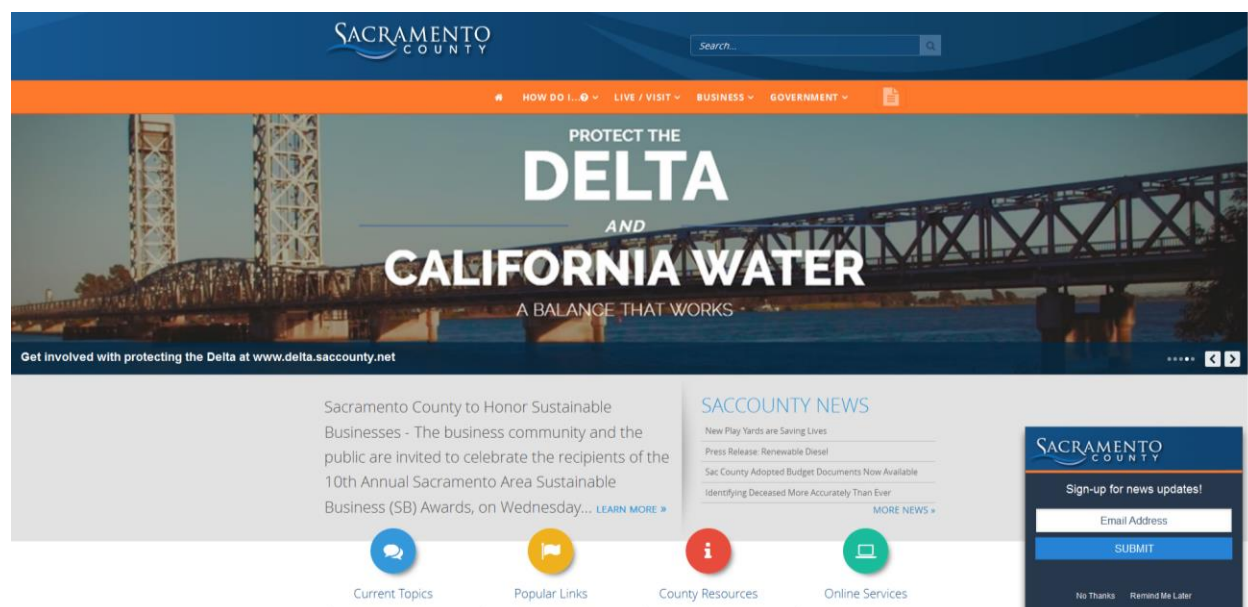 SACRAMENTO
COUNTY
Search...
HOW DO I...? LIVE / VISIT BUSINESS GOVERNMENT
PROTECT THE
DELTA
AND
CALIFORNIA WATER
A BALANCE THAT WORKS
Get involved with protecting the Delta at www.delta.saccounty.net
Sacramento County to Honor Sustainable
Businesses - The business community and the
public are invited to celebrate the recipients of the
10th Annual Sacramento Area Sustainable
Business (SB) Awards, on Wednesday... LEARN MORE »
SACCOUNTY NEWS
New Play Yards are Saving Lives
Press Release: Renewable Diesel
Sac County Adopted Budget Documents Now Available
Identifying Deceased More Accurately Than Ever
MORE NEWS »
Current Topics
Popular Links
County Resources
Online Services
SACRAMENTO
COUNTY
Sign-up for news updates!
Email Address
SUBMIT
No Thanks Remind Me Later